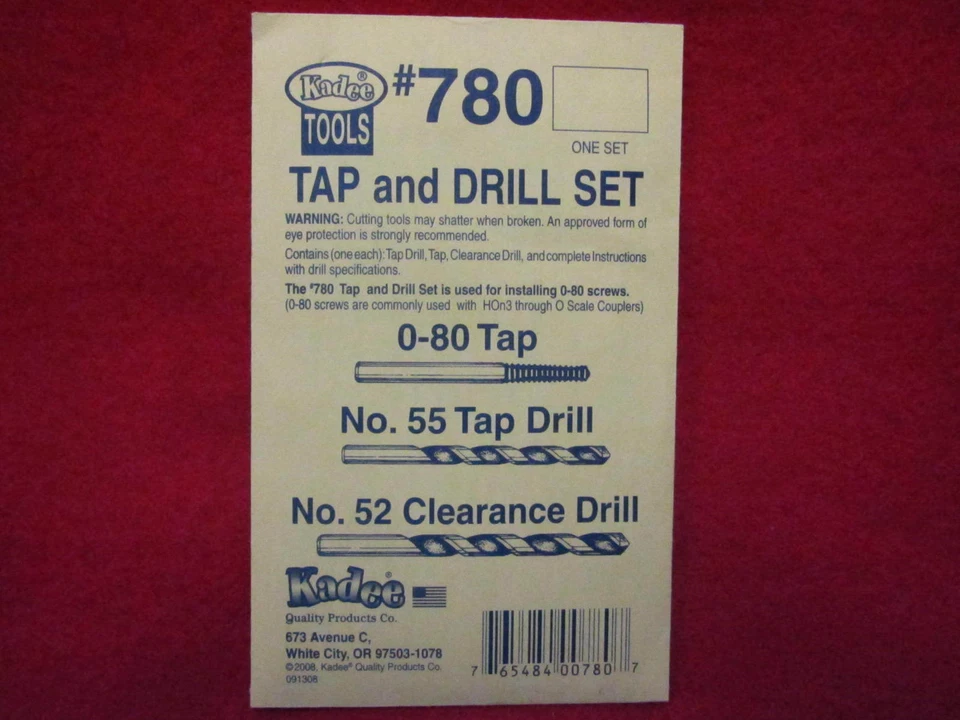 Kadee®
TOOLS
#780
ONE SET
TAP and DRILL SET
WARNING: Cutting tools may shatter when broken. An approved form of
eye protection is strongly recommended.
Contains (one each): Tap Drill, Tap, Clearance Drill, and complete Instructions
with drill specifications.
The #780 Tap and Drill Set is used for installing 0-80 screws.
(0-80 screws are commonly used with HOn3 through O Scale Couplers)
0-80 Tap
No. 55 Tap Drill
No. 52 Clearance Drill
Kadee®
Quality Products Co.
673 Avenue C,
White City, OR 97503-1078
©2008, Kadee® Quality Products Co.
091308
7 65484 00780 7